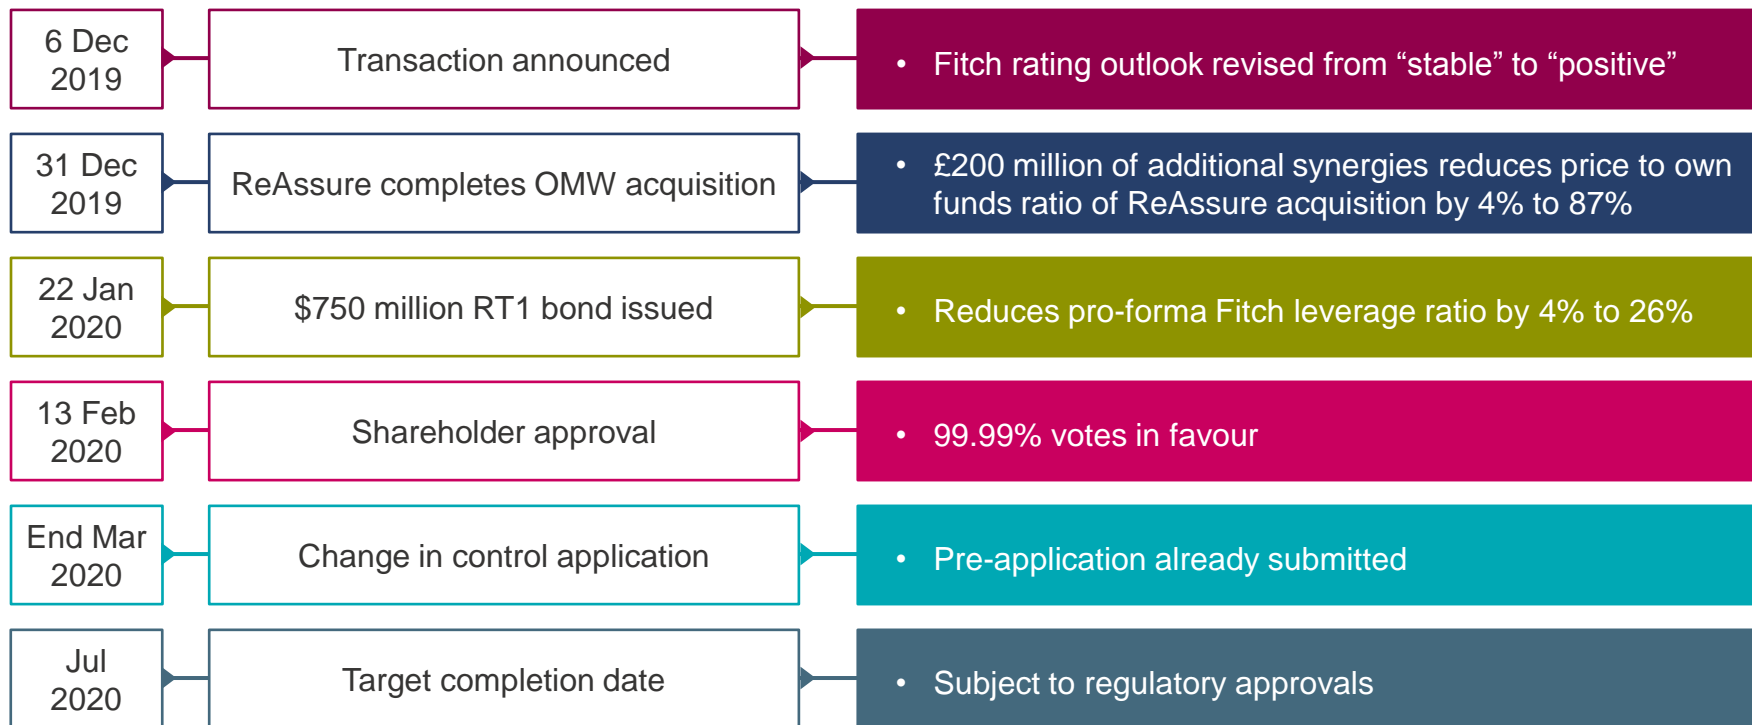 6 Dec
2019
Transaction announced
• Fitch rating outlook revised from “stable” to “positive”
31 Dec
2019
ReAssure completes OMW acquisition
• £200 million of additional synergies reduces price to own
funds ratio of ReAssure acquisition by 4% to 87%
22 Jan
2020
$750 million RT1 bond issued
• Reduces pro-forma Fitch leverage ratio by 4% to 26%
13 Feb
2020
Shareholder approval
• 99.99% votes in favour
End Mar
2020
Change in control application
• Pre-application already submitted
Jul
2020
Target completion date
• Subject to regulatory approvals